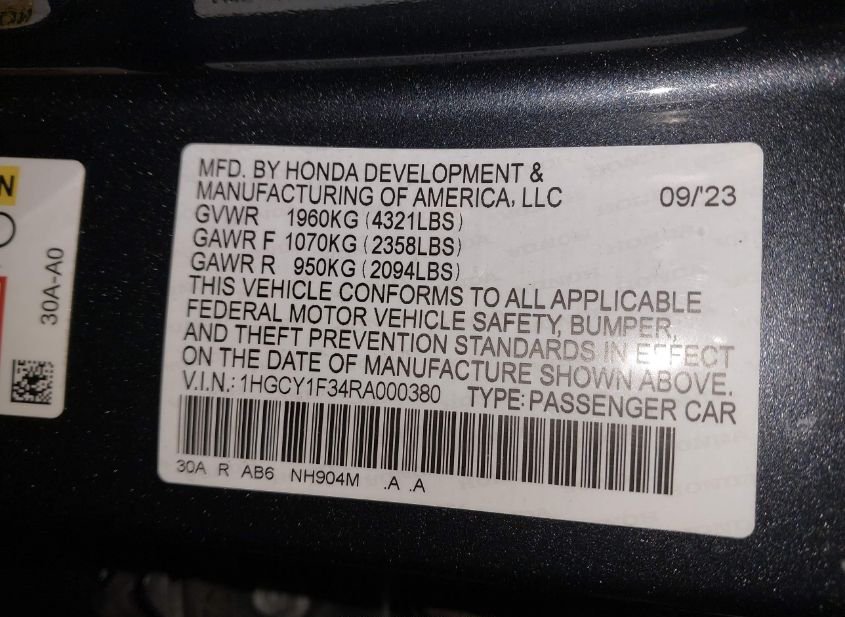 MFD. BY HONDA DEVELOPMENT &
MANUFACTURING OF AMERICA, LLC 09/'23
GVWR 1960KG (4321LBS)
GAWR F 1070KG (2358LBS)
GAWR R 950KG (2094LBS)
THIS VEHICLE CONFORMS TO ALL APPLICABLE
FEDERAL MOTOR VEHICLE SAFETY, BUMPER,
AND THEFT PREVENTION STANDARDS IN EFFECT
ON THE DATE OF MANUFACTURE SHOWN ABOVE.
V.I.N.: 1HGCY1F34RA000380 TYPE: PASSENGER CAR
30A R AB6 NH904M .A .A
N
30A-A0